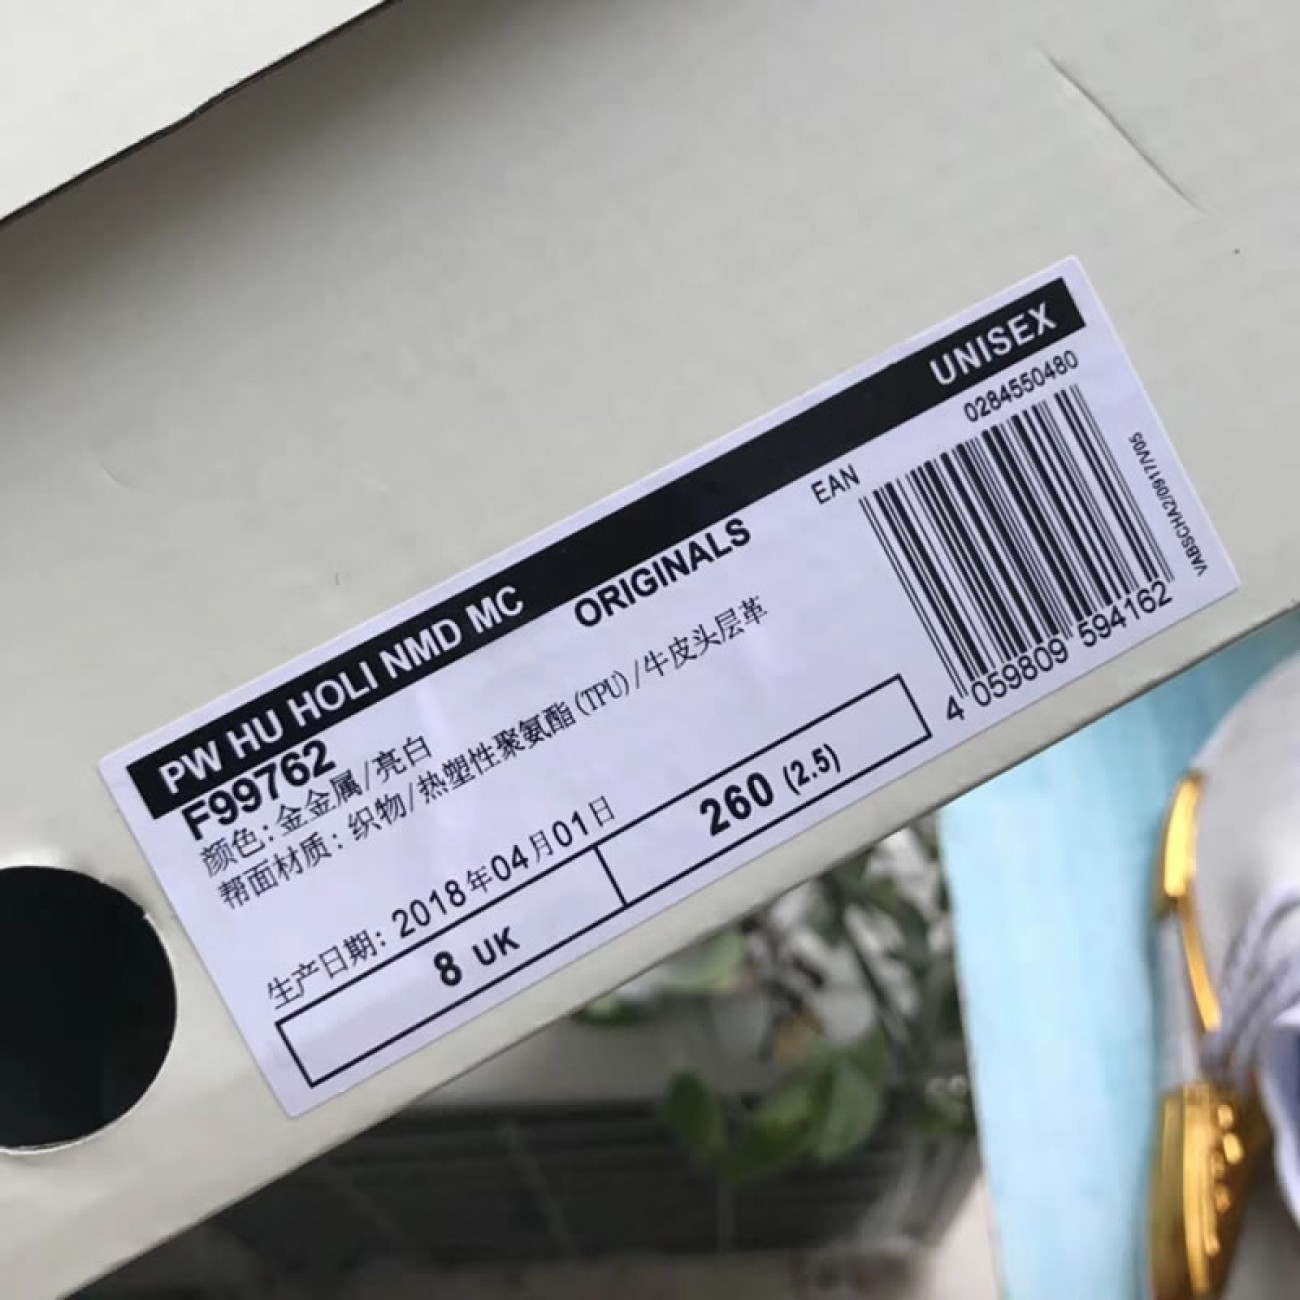 PW HU HOLI NMD MC UNISEX
F99762 ORIGINALS
颜色: 金金属/亮白
帮面材质: 织物/热塑性聚氨酯(TPU)/牛皮头层革
生产日期: 2018年04月01日
8 UK 260 (2.5)
EAN
0284550480
4 059809 594162
VABSCHA2/0917/V05